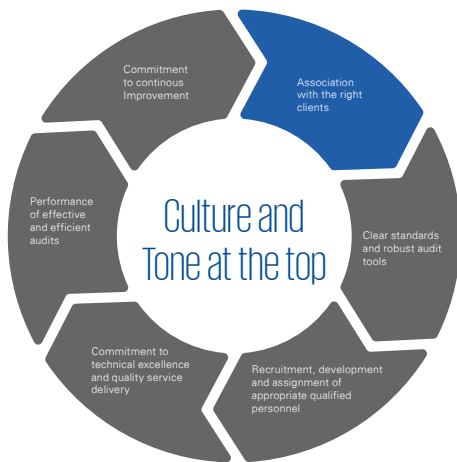 Commitment
to continous
Improvement
Association
with the right
clients
Performance
of effective
and efficient
audits
Culture and
Tone at the top
Clear standards
and robust audit
tools
Commitment to
technical excellence
and quality service
delivery
Recruitment, development
and assignment of
appropriate qualified
personnel